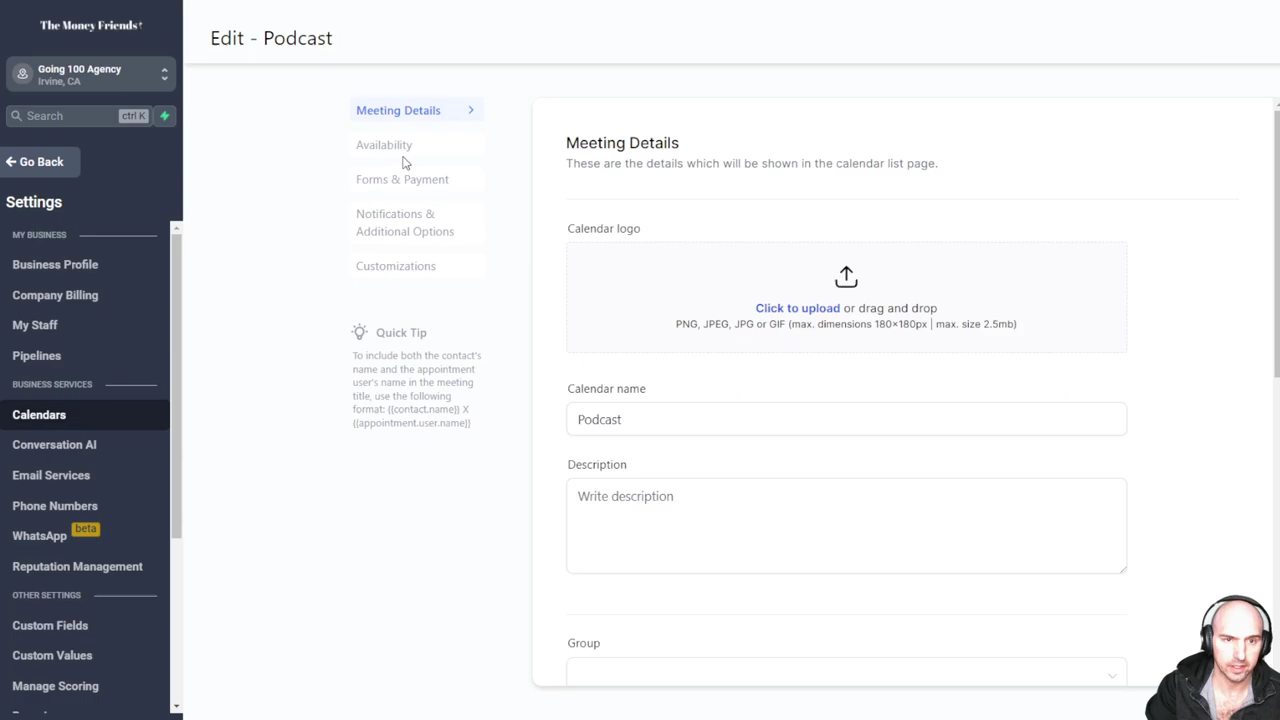 The Money Friends
Going 100 Agency
Irvine, CA
Search
ctrl K
Go Back
Settings
MY BUSINESS
Business Profile
Company Billing
My Staff
Pipelines
BUSINESS SERVICES
Calendars
Conversation AI
Email Services
Phone Numbers
WhatsApp beta
Reputation Management
OTHER SETTINGS
Custom Fields
Custom Values
Manage Scoring
Edit - Podcast
Meeting Details
Availability
Forms & Payment
Notifications &
Additional Options
Customizations
Quick Tip
To include both the contact's
name and the appointment
user's name in the meeting
title, use the following
format: {{contact.name}} X
{{appointment.user.name}}
Meeting Details
These are the details which will be shown in the calendar list page.
Calendar logo
Click to upload or drag and drop
PNG, JPEG, JPG or GIF (max. dimensions 180×180px | max. size 2.5mb)
Calendar name
Podcast
Description
Write description
Group